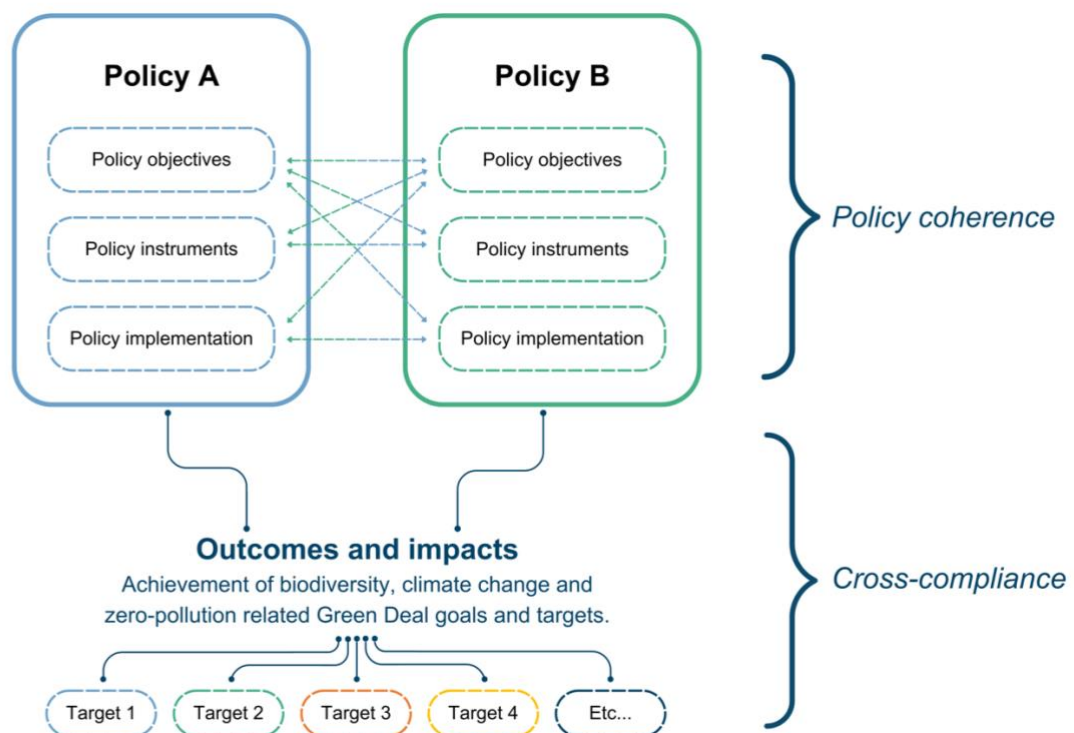 Policy A
Policy objectives
Policy instruments
Policy implementation
Policy B
Policy objectives
Policy instruments
Policy implementation
Policy coherence
Outcomes and impacts
Achievement of biodiversity, climate change and
zero-pollution related Green Deal goals and targets.
Cross-compliance
Target 1
Target 2
Target 3
Target 4
Etc...